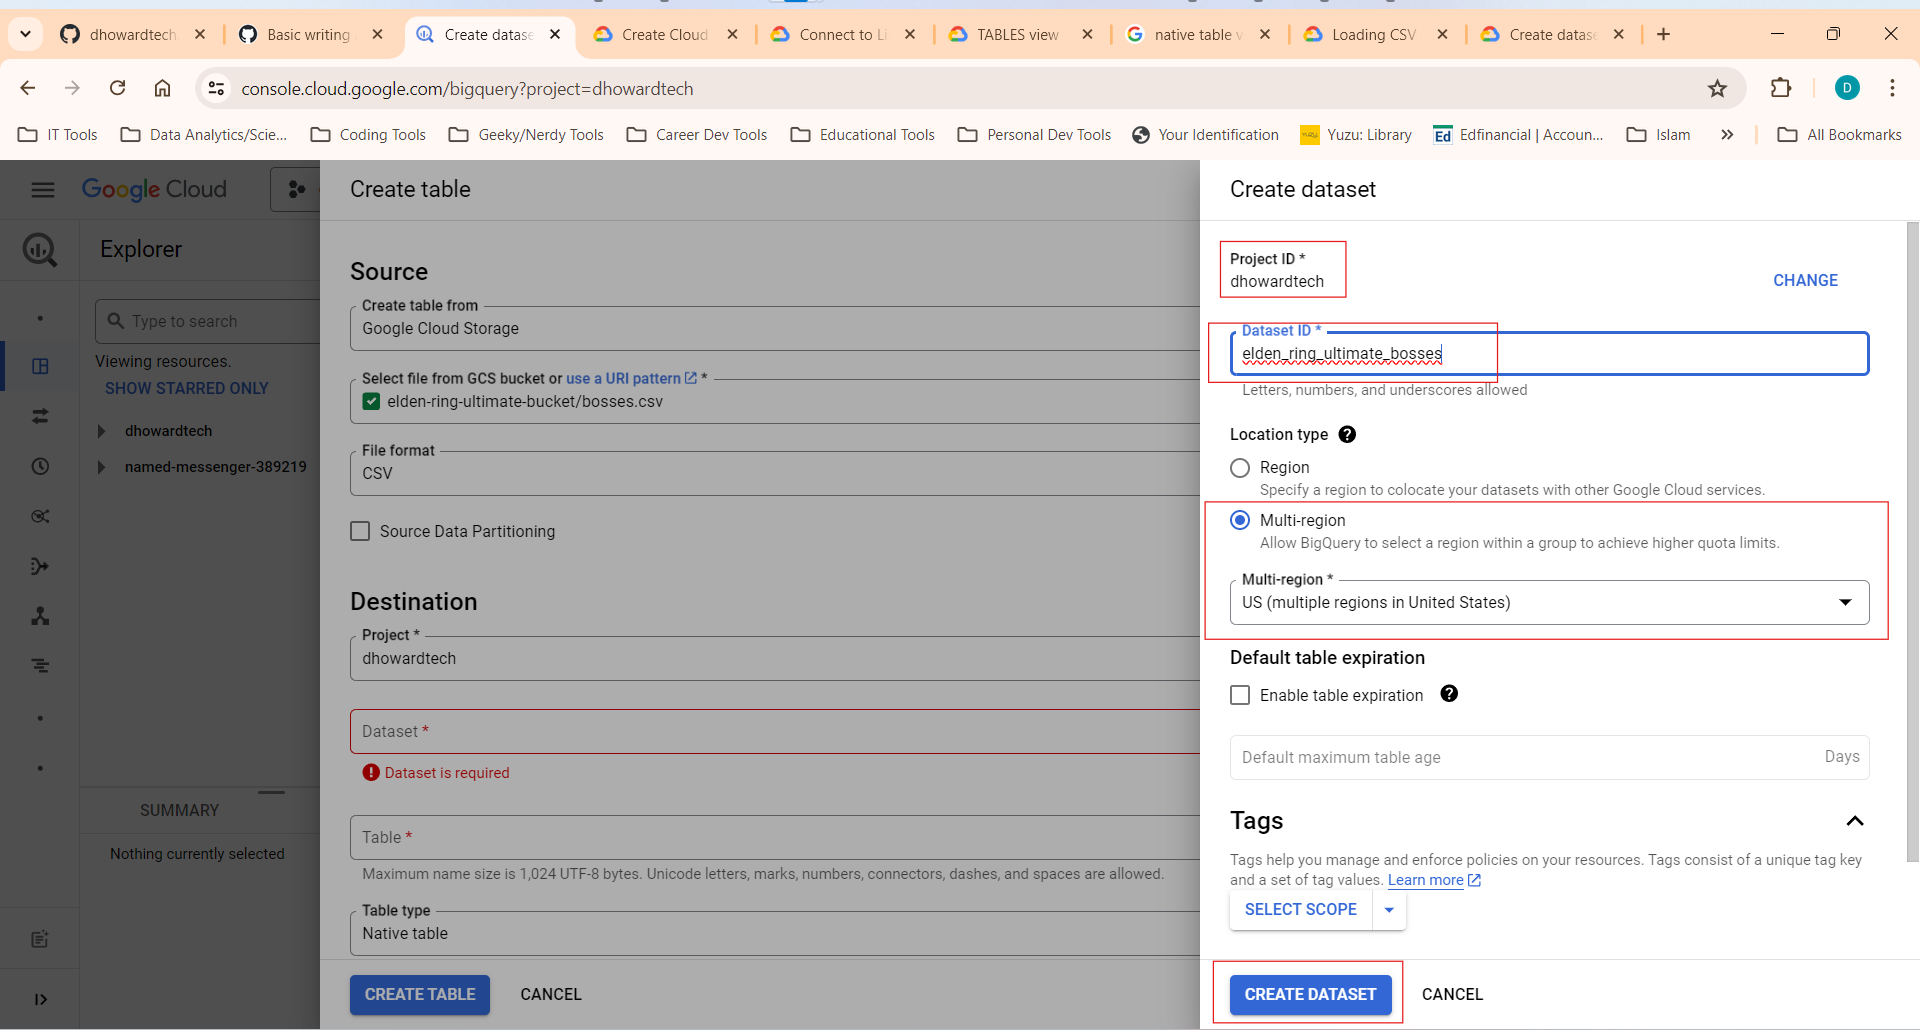 dhowardtech
Basic writing
Create datase
Create Cloud
Connect to Li
TABLES view
native table v
Loading CSV
Create datase
console.cloud.google.com/bigquery?project=dhowardtech
D
IT Tools
Data Analytics/Scie...
Coding Tools
Geeky/Nerdy Tools
Career Dev Tools
Educational Tools
Personal Dev Tools
Your Identification
Yuzu: Library
Ed
Edfinancial | Accoun...
Islam
All Bookmarks
Google Cloud
Explorer
Type to search
Viewing resources.
SHOW STARRED ONLY
dhowardtech
named-messenger-389219
SUMMARY
Nothing currently selected
Create table
Source
Create table from
Google Cloud Storage
Select file from GCS bucket or use a URI pattern *
elden-ring-ultimate-bucket/bosses.csv
File format
CSV
Source Data Partitioning
Destination
Project *
dhowardtech
Dataset *
Dataset is required
Table *
Maximum name size is 1,024 UTF-8 bytes. Unicode letters, marks, numbers, connectors, dashes, and spaces are allowed.
Table type
Native table
CREATE TABLE
CANCEL
Create dataset
Project ID *
dhowardtech
CHANGE
Dataset ID *
elden_ring_ultimate_bosses
Letters, numbers, and underscores allowed
Location type
Region
Specify a region to colocate your datasets with other Google Cloud services.
Multi-region
Allow BigQuery to select a region within a group to achieve higher quota limits.
Multi-region *
US (multiple regions in United States)
Default table expiration
Enable table expiration
Default maximum table age
Days
Tags
Tags help you manage and enforce policies on your resources. Tags consist of a unique tag key
and a set of tag values. Learn more
SELECT SCOPE
CREATE DATASET
CANCEL